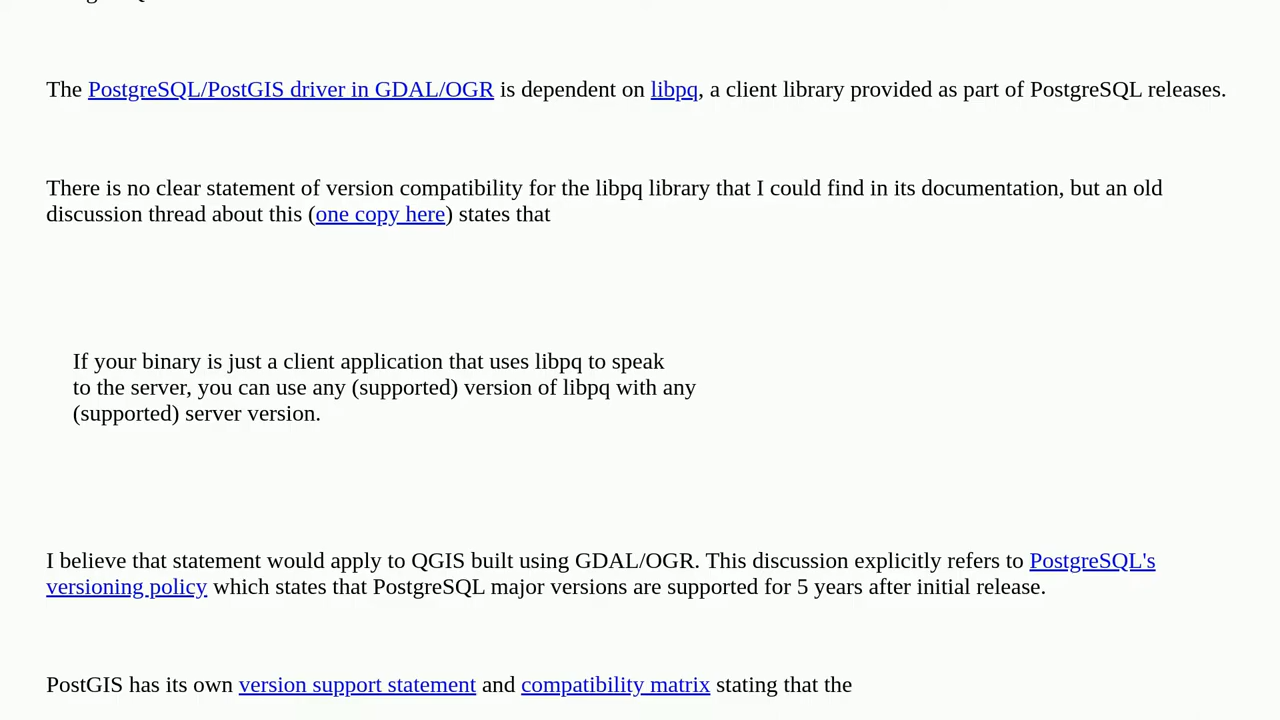 The PostgreSQL/PostGIS driver in GDAL/OGR is dependent on libpq, a client library provided as part of PostgreSQL releases.
There is no clear statement of version compatibility for the libpq library that I could find in its documentation, but an old
discussion thread about this (one copy here) states that
If your binary is just a client application that uses libpq to speak
to the server, you can use any (supported) version of libpq with any
(supported) server version.
I believe that statement would apply to QGIS built using GDAL/OGR. This discussion explicitly refers to PostgreSQL's
versioning policy which states that PostgreSQL major versions are supported for 5 years after initial release.
PostGIS has its own version support statement and compatibility matrix stating that the